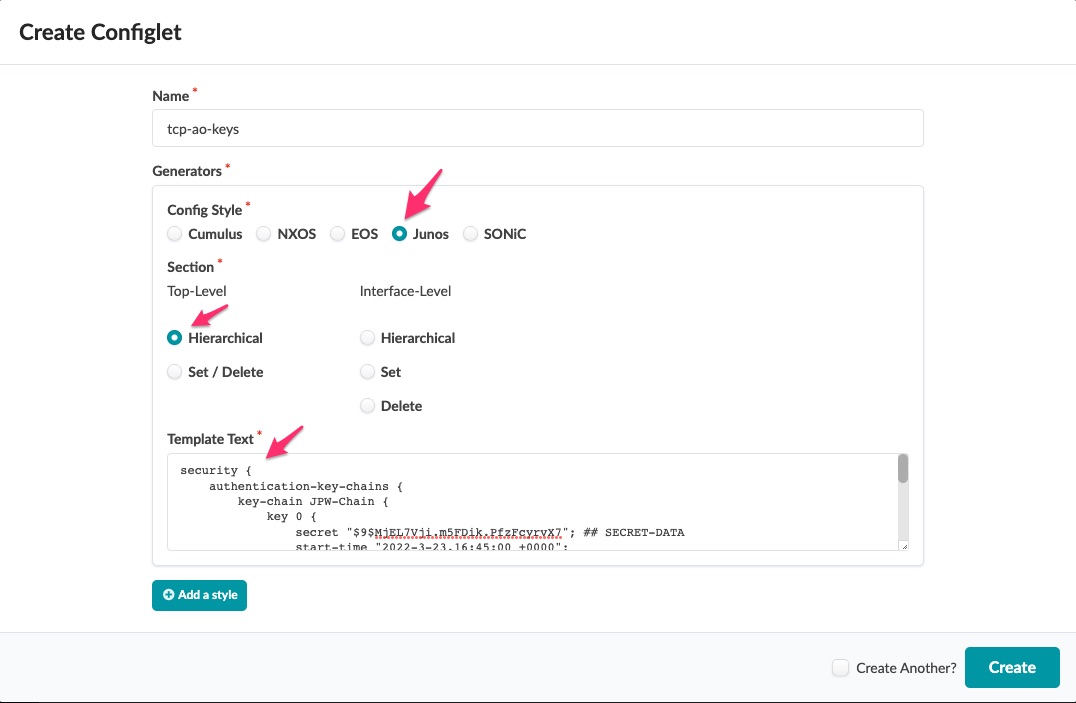 Create Configlet
Name *
tcp-ao-keys
Generators *
Config Style *
Cumulus NXOS EOS Junos SONiC
Section *
Top-Level Interface-Level
Hierarchical Hierarchical
Set / Delete Set
Delete
Template Text *
security {
authentication-key-chains {
key-chain JPW-Chain {
key 0 {
secret "$9$MjEL7Vji.m5FDik.PfzFcyrvX7"; ## SECRET-DATA
start-time "2022-3-23.16:45:00 +0000";
Add a style
Create Another? Create